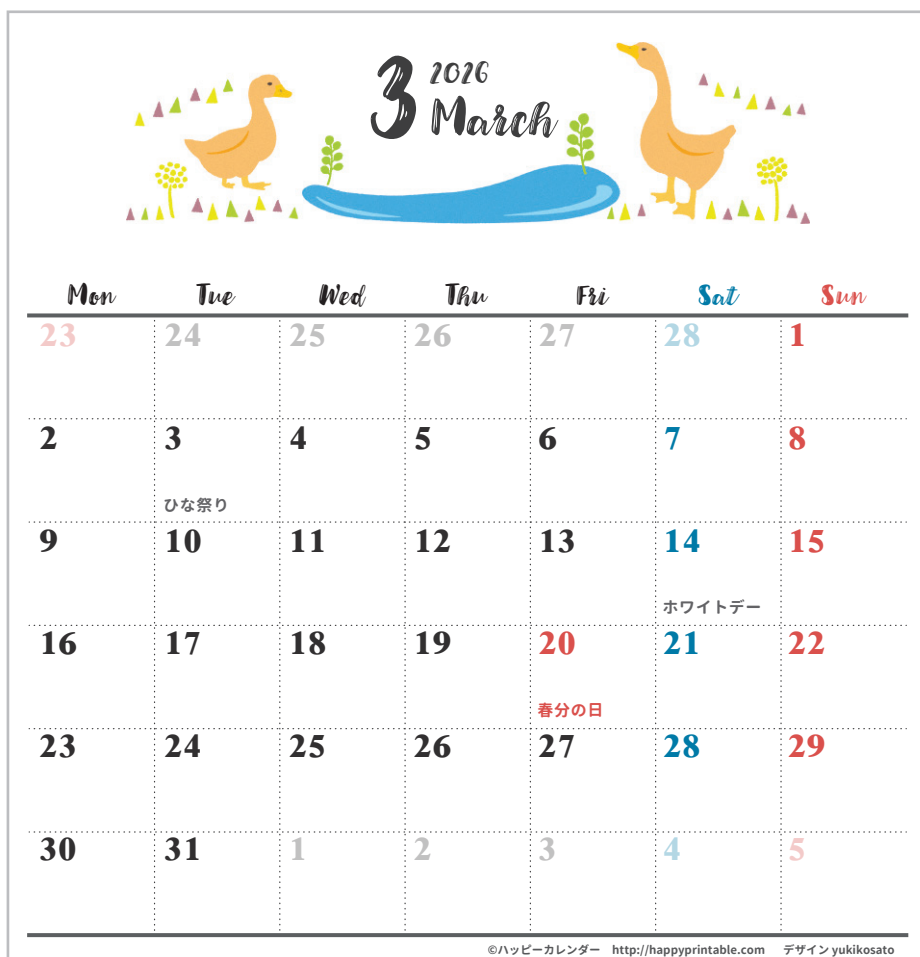 3 2026
March
Mon Tue Wed Thu Fri Sat Sun
23 24 25 26 27 28 1
2 3 4 5 6 7 8
ひな祭り
9 10 11 12 13 14 15
ホワイトデー
16 17 18 19 20 21 22
春分の日
23 24 25 26 27 28 29
30 31 1 2 3 4 5
©ハッピーカレンダー http://happyprintable.com デザイン yukikosato